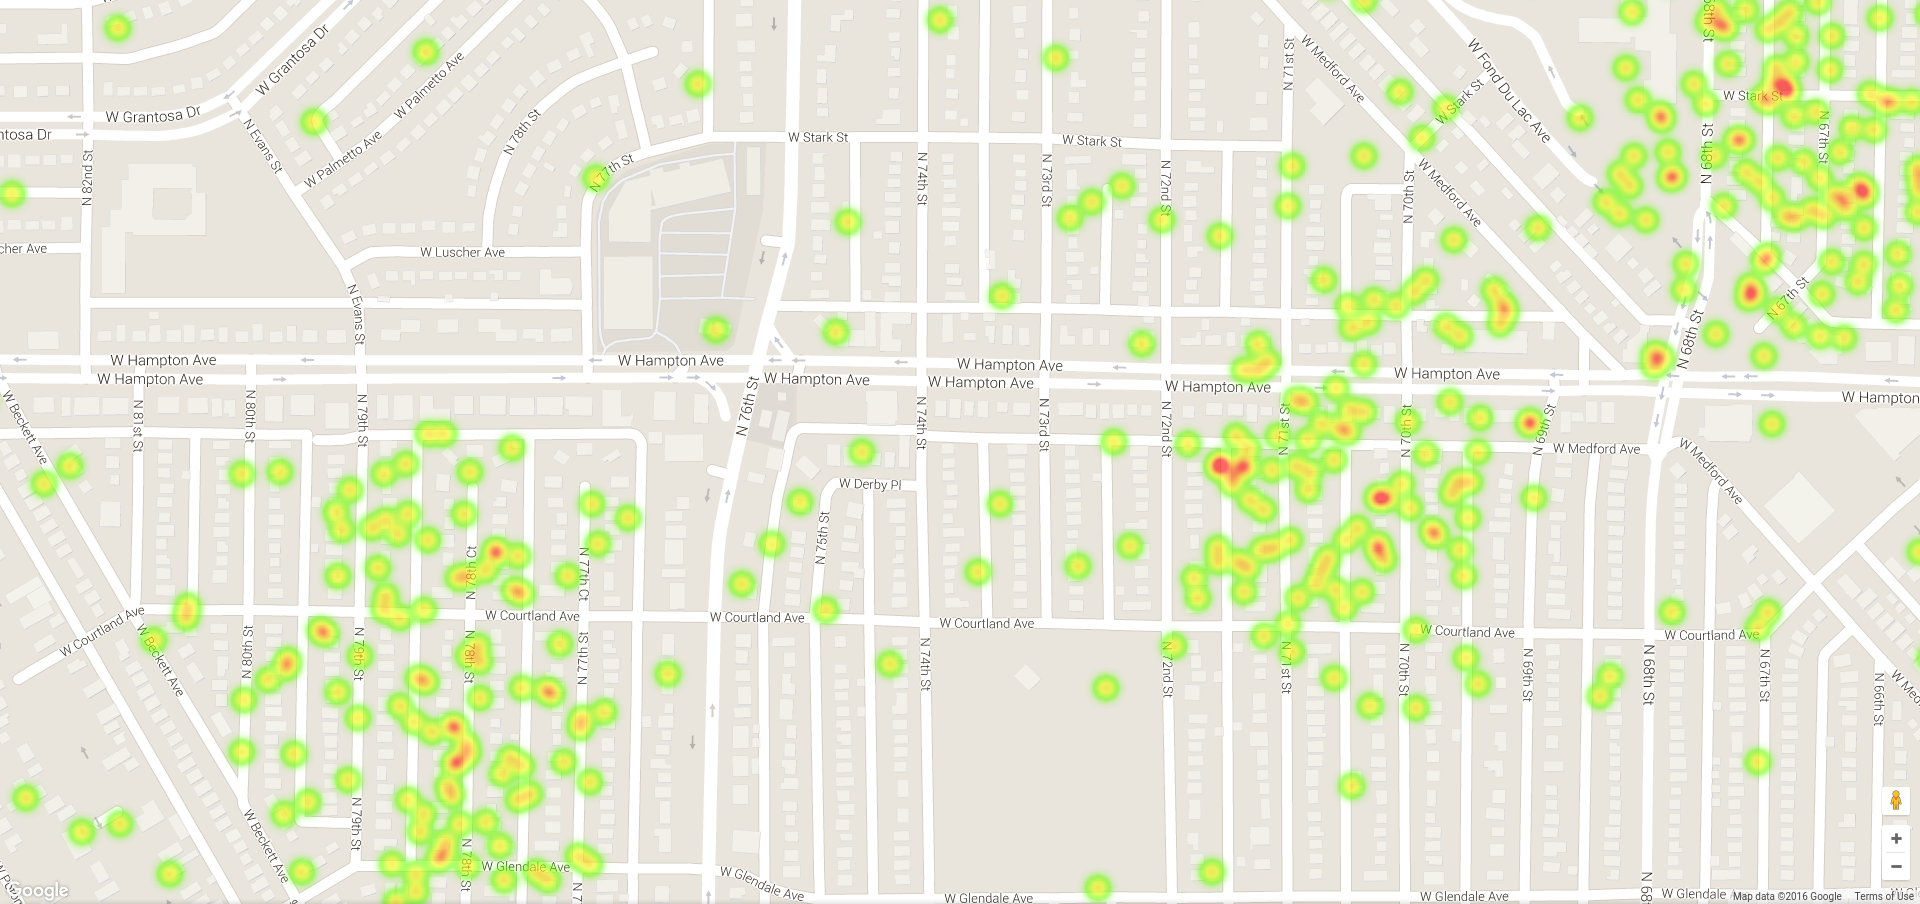 W Grantosa Dr
W Palmetto Ave
W Grantosa Dr
ntosa Dr
N Evans St
W Palmetto Ave
N 78th St
N 77th St
N 82nd St
cher Ave
W Luscher Ave
N Evans St
W Stark St
W Stark St
N 74th St
N 73rd St
N 72nd St
N 71st St
W Medford Ave
W Fond Du Lac Ave
W Stark St
W Medford Ave
N 70th St
N 68th St
W Stark St
N 67th St
N 67th St
N 68th St
W Hampton Ave
W Hampton Ave
W Hampton Ave
W Hampton Ave
W Hampton Ave
W Hampton Ave
W Hampton Ave
W Hampton Ave
W Hampton
W Beckett Ave
N 81st St
N 80th St
N 79th St
N 76th St
N 74th St
N 73rd St
N 72nd St
N 71st St
N 70th St
N 69th St
W Medford Ave
W Medford Ave
W Derby Pl
N 75th St
N 78th Ct
N 77th Ct
W Courtland Ave
W Courtland Ave
W Courtland Ave
W Courtland Ave
W Courtland Ave
W Courtland Ave
W Beckett Ave
N 80th St
N 79th St
N 78th St
N 77th St
N 74th St
N 72nd St
N 71st St
N 70th St
N 69th St
N 68th St
N 67th St
N 66th St
W Med
W Beckett Ave
N 79th St
N 78th St
W Glendale Ave
W Glendale Ave
W Glendale Ave
W Glendale Ave
W Glendale
N 77
N 68
Google
Map data ©2016 Google
Terms of Use